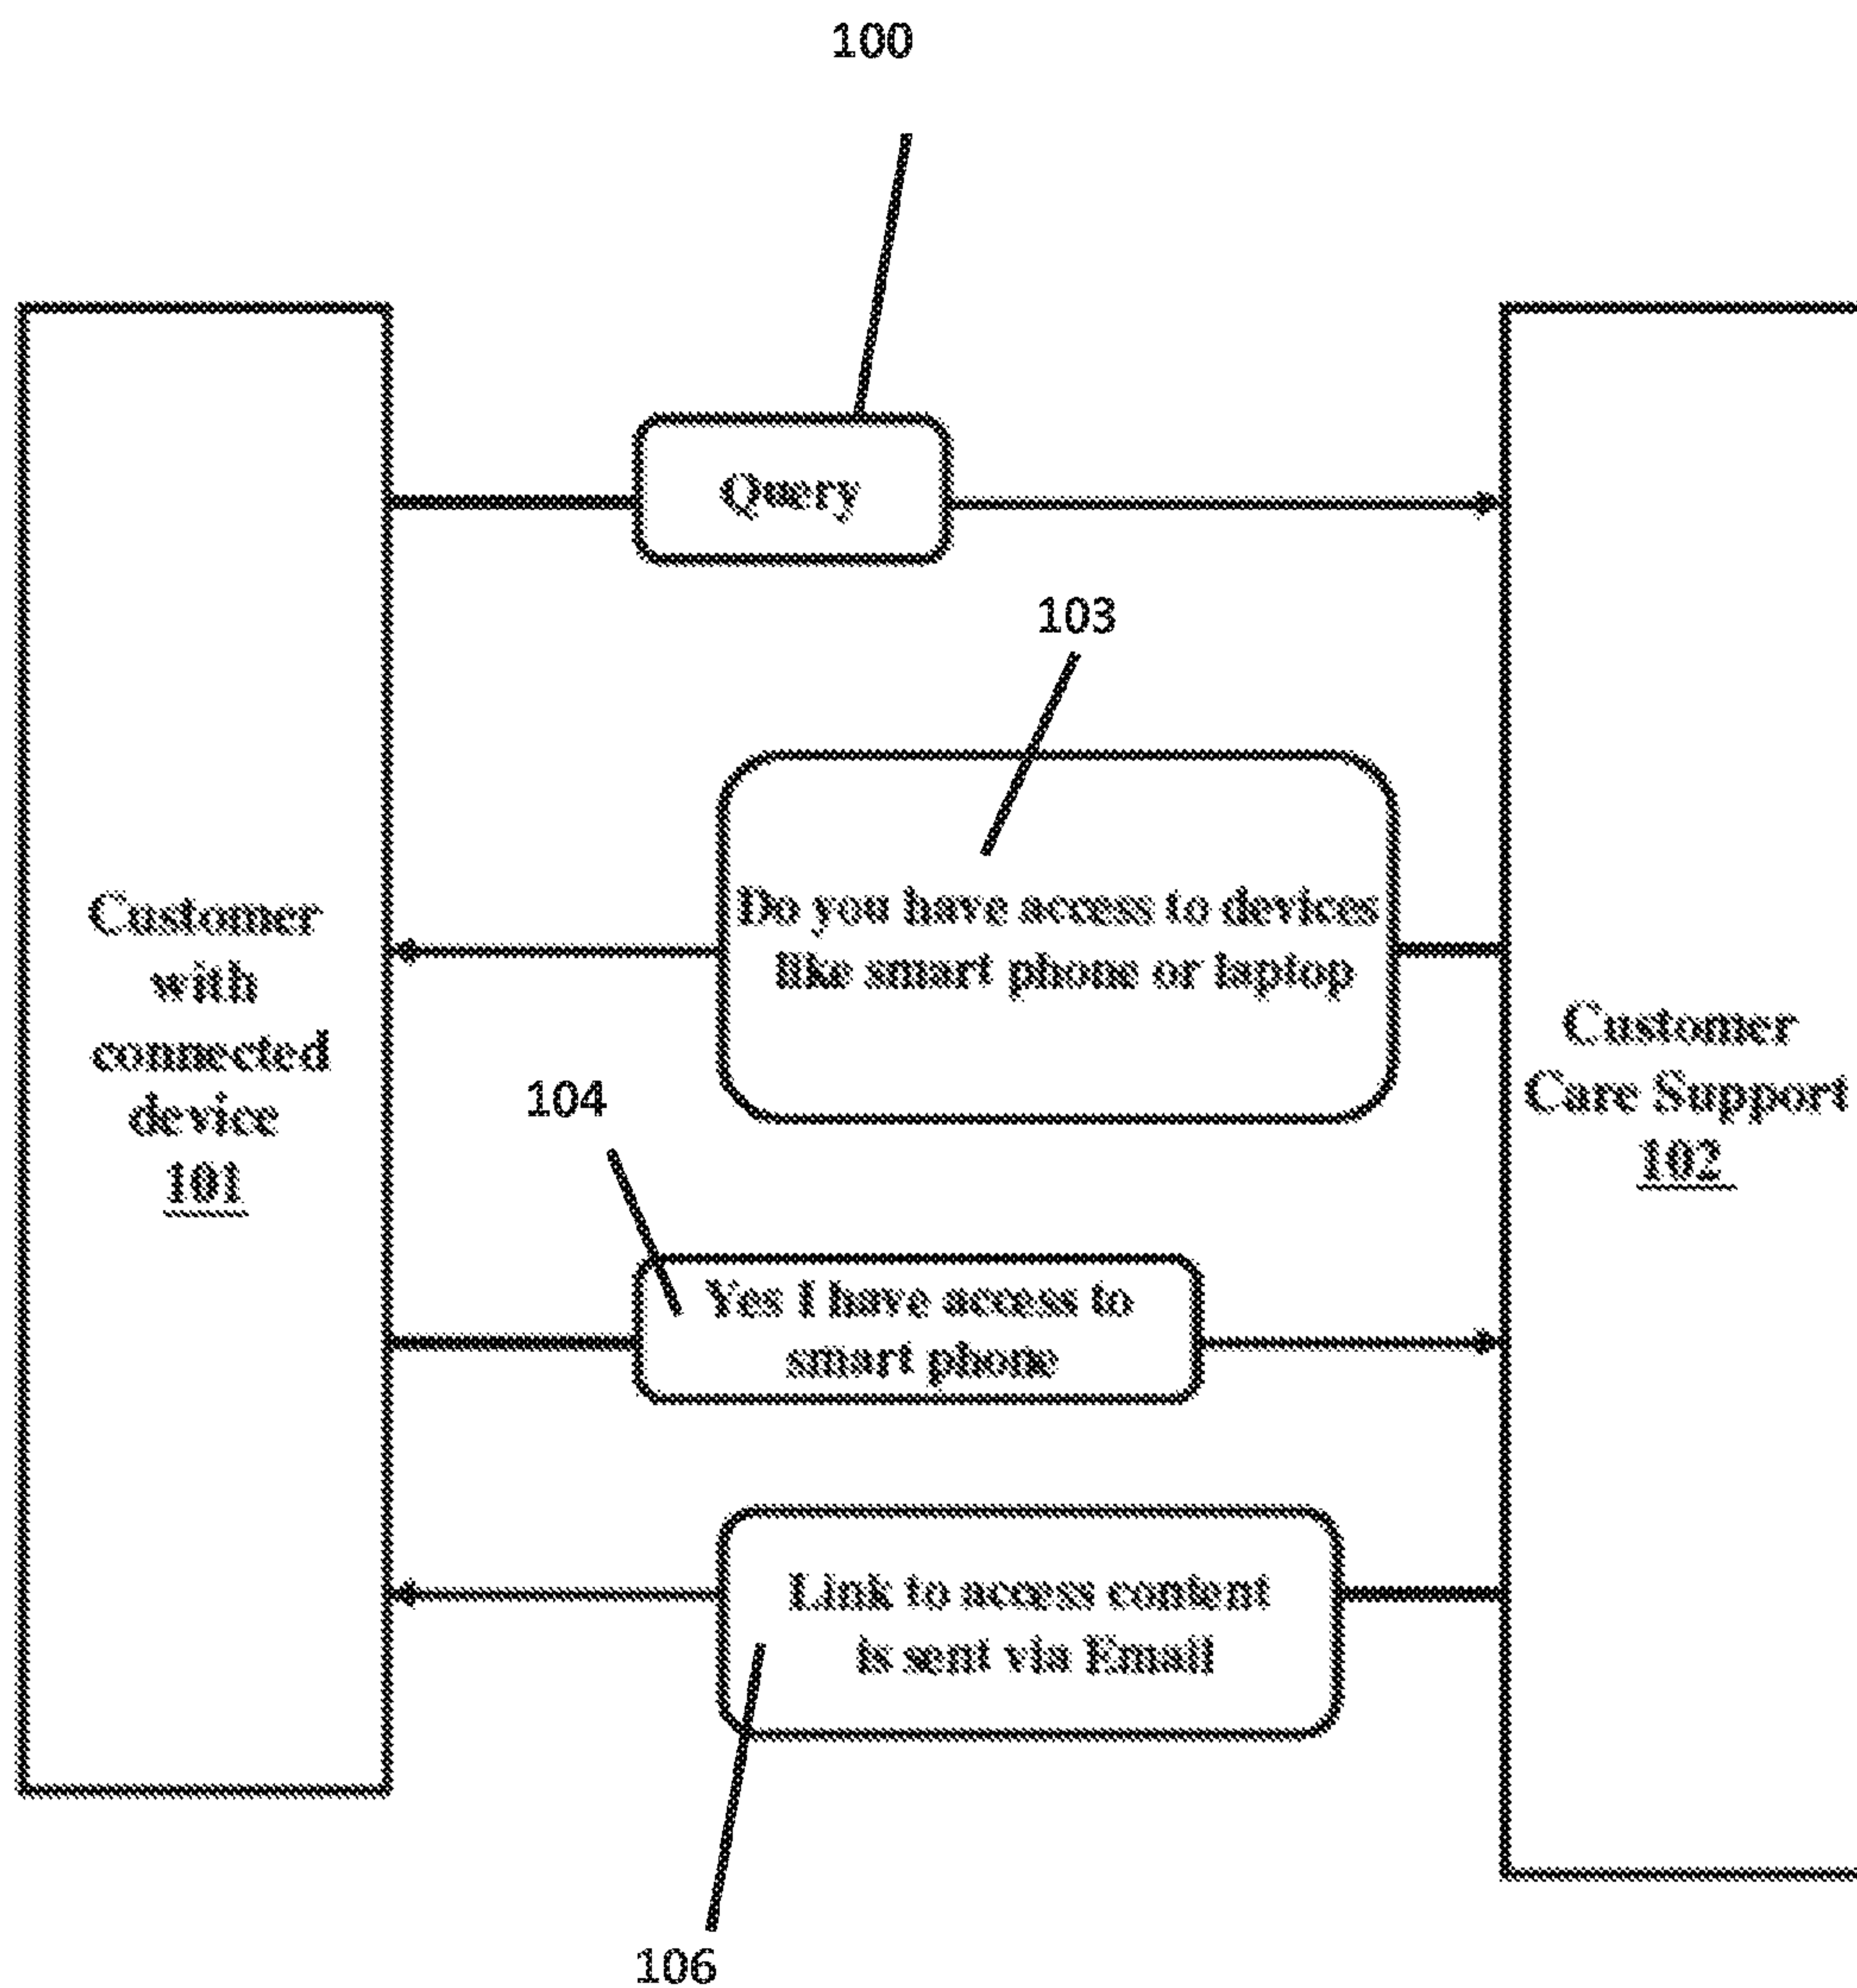 100
Query
103
Do you have access to devices
like smart phone or laptop
Customer
with
connected
device
101
Customer
Care Support
102
104
Yes I have access to
smart phone
Link to access content
is sent via Email
106